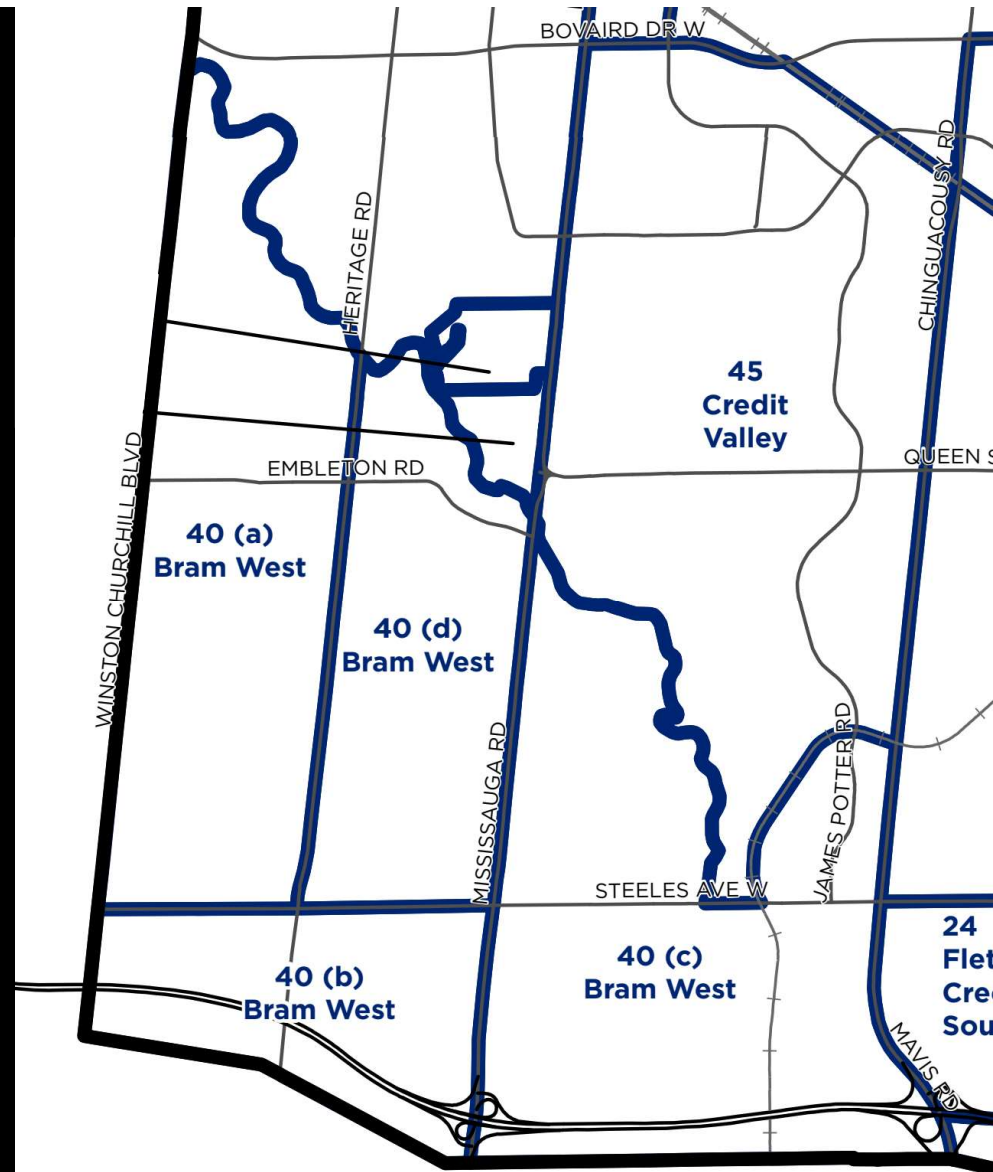 BOVAIRD DR W
CHINGUACOUSY RD
HERITAGE RD
45
Credit
Valley
QUEEN S
EMBLETON RD
WINSTON CHURCHILL BLVD
40 (a)
Bram West
40 (d)
Bram West
MISSISSAUGA RD
JAMES POTTER RD
STEELES AVE W
24
Flet
Cre
Sou
40 (b)
Bram West
40 (c)
Bram West
MAVIS RD